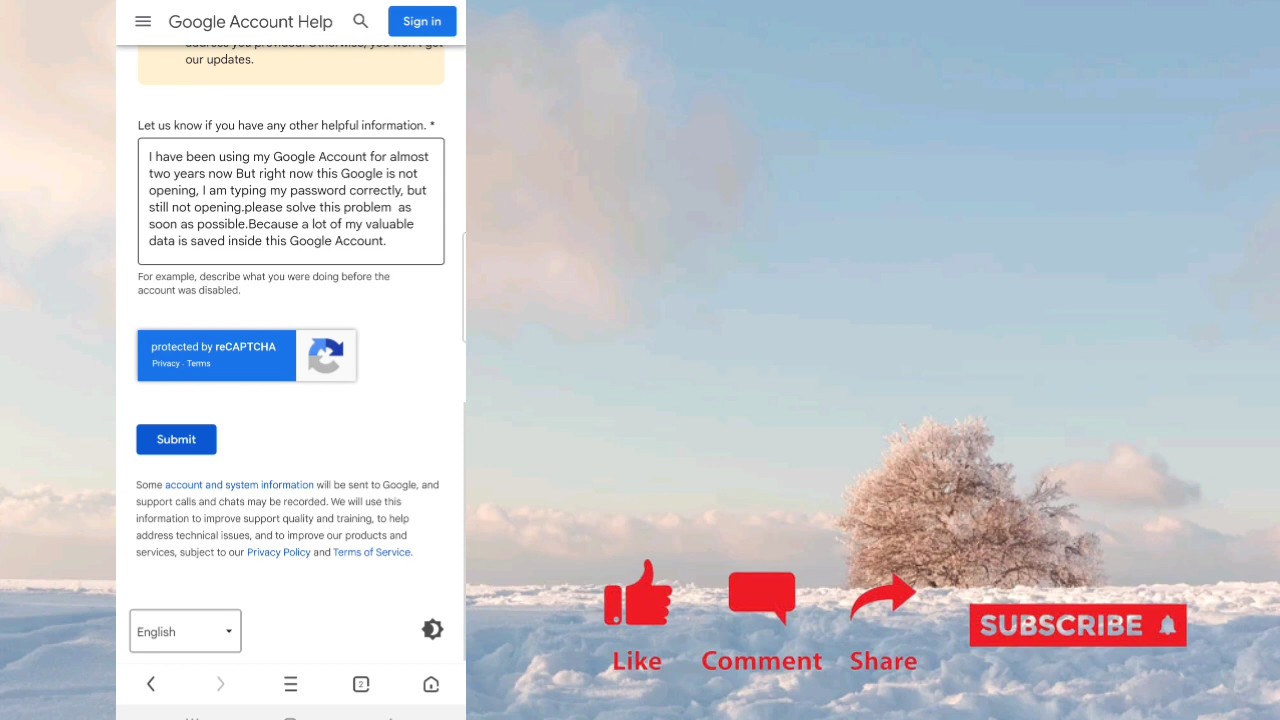 Google Account Help
Sign in
our updates.
Let us know if you have any other helpful information. *
I have been using my Google Account for almost
two years now But right now this Google is not
opening, I am typing my password correctly, but
still not opening.please solve this problem  as
soon as possible.Because a lot of my valuable
data is saved inside this Google Account.
For example, describe what you were doing before the
account was disabled.
protected by reCAPTCHA
Privacy · Terms
Submit
Some account and system information will be sent to Google, and
support calls and chats may be recorded. We will use this
information to improve support quality and training, to help
address technical issues, and to improve our products and
services, subject to our Privacy Policy and Terms of Service.
English
2
Like
Comment
Share
SUBSCRIBE